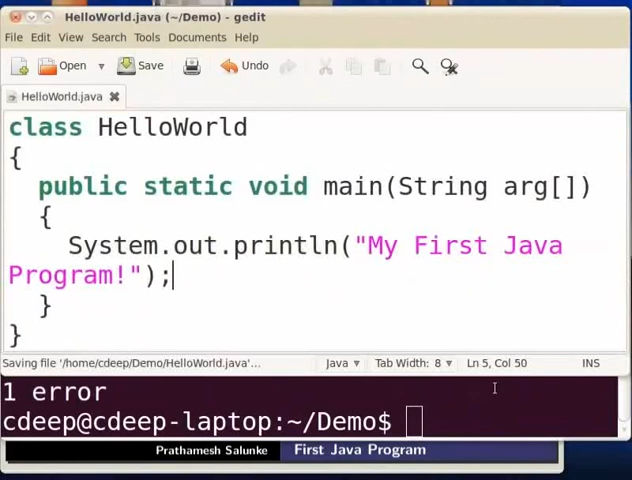 HelloWorld.java (~/Demo) - gedit
File Edit View Search Tools Documents Help
Open Save Undo
HelloWorld.java
class HelloWorld
{
public static void main(String arg[])
{
System.out.println("My First Java
Program!");
}
}
Saving file '/home/cdeep/Demo/HelloWorld.java'... Java Tab Width: 8 Ln 5, Col 50 INS
1 error
cdeep@cdeep-laptop:~/Demo$
Prathamesh Salunke First Java Program